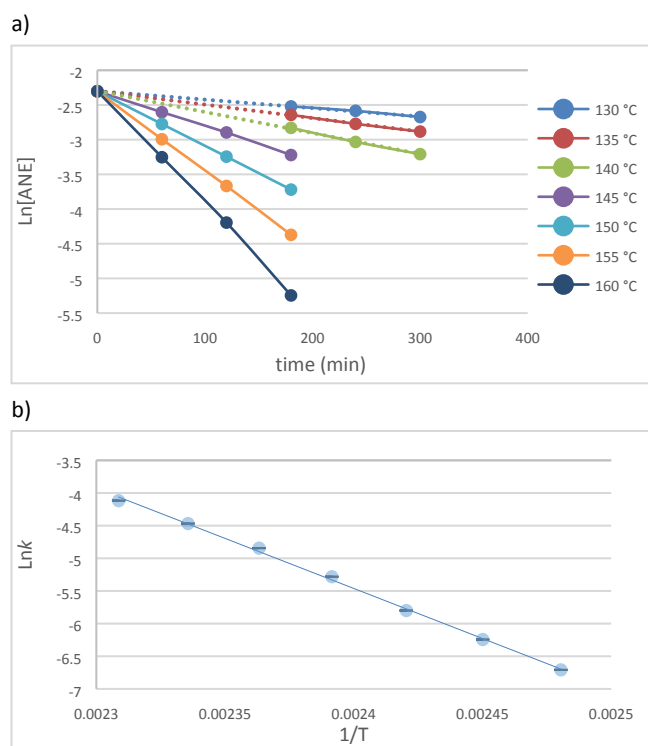 a)
-2
-2.5
-3
-3.5
-4
-4.5
-5
-5.5
Ln[ANE]
0
100
200
300
400
time (min)
130 °C
135 °C
140 °C
145 °C
150 °C
155 °C
160 °C
b)
-3.5
-4
-4.5
-5
-5.5
-6
-6.5
-7
Lnk
0.0023
0.00235
0.0024
0.00245
0.0025
1/T